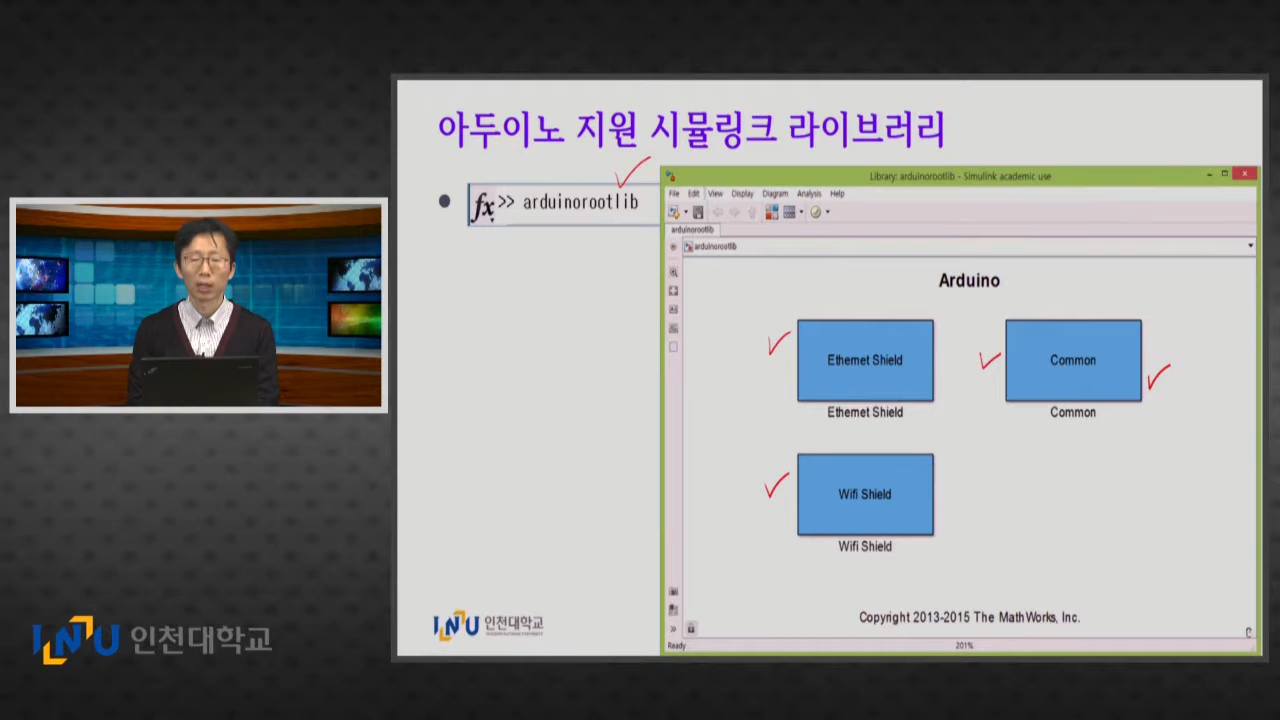 아두이노 지원 시뮬링크 라이브러리
fx >> arduinorootlib
Library: arduinorootlib - Simulink academic use
File Edit View Display Diagram Analysis Help
arduinorootlib
arduinorootlib
Arduino
Ethernet Shield
Common
Ethernet Shield
Common
Wifi Shield
Wifi Shield
Copyright 2013-2015 The MathWorks, Inc.
Ready 201%
INU 인천대학교
INU 인천대학교